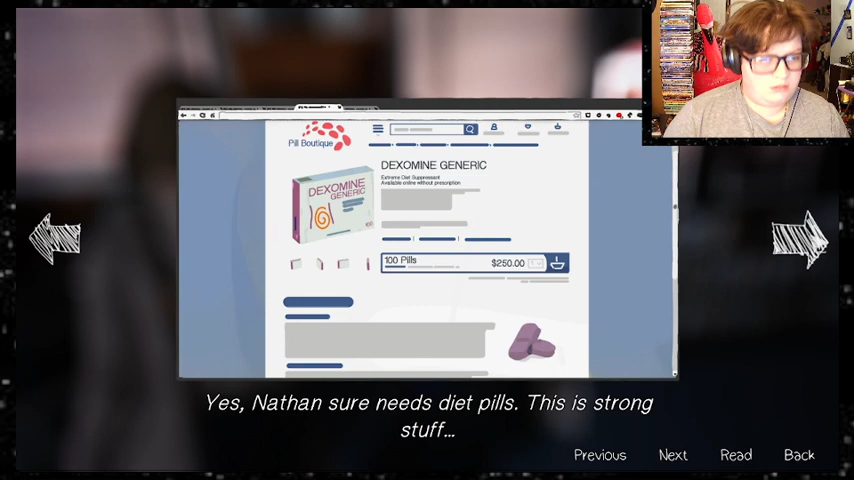 Pill Boutique
DEXOMINE GENERIC
Extreme Diet Suppressant
Available online without prescription
DEXOMINE
GENERIC
100 Pills
$250.00
Yes, Nathan sure needs diet pills. This is strong
stuff...
Previous
Next
Read
Back